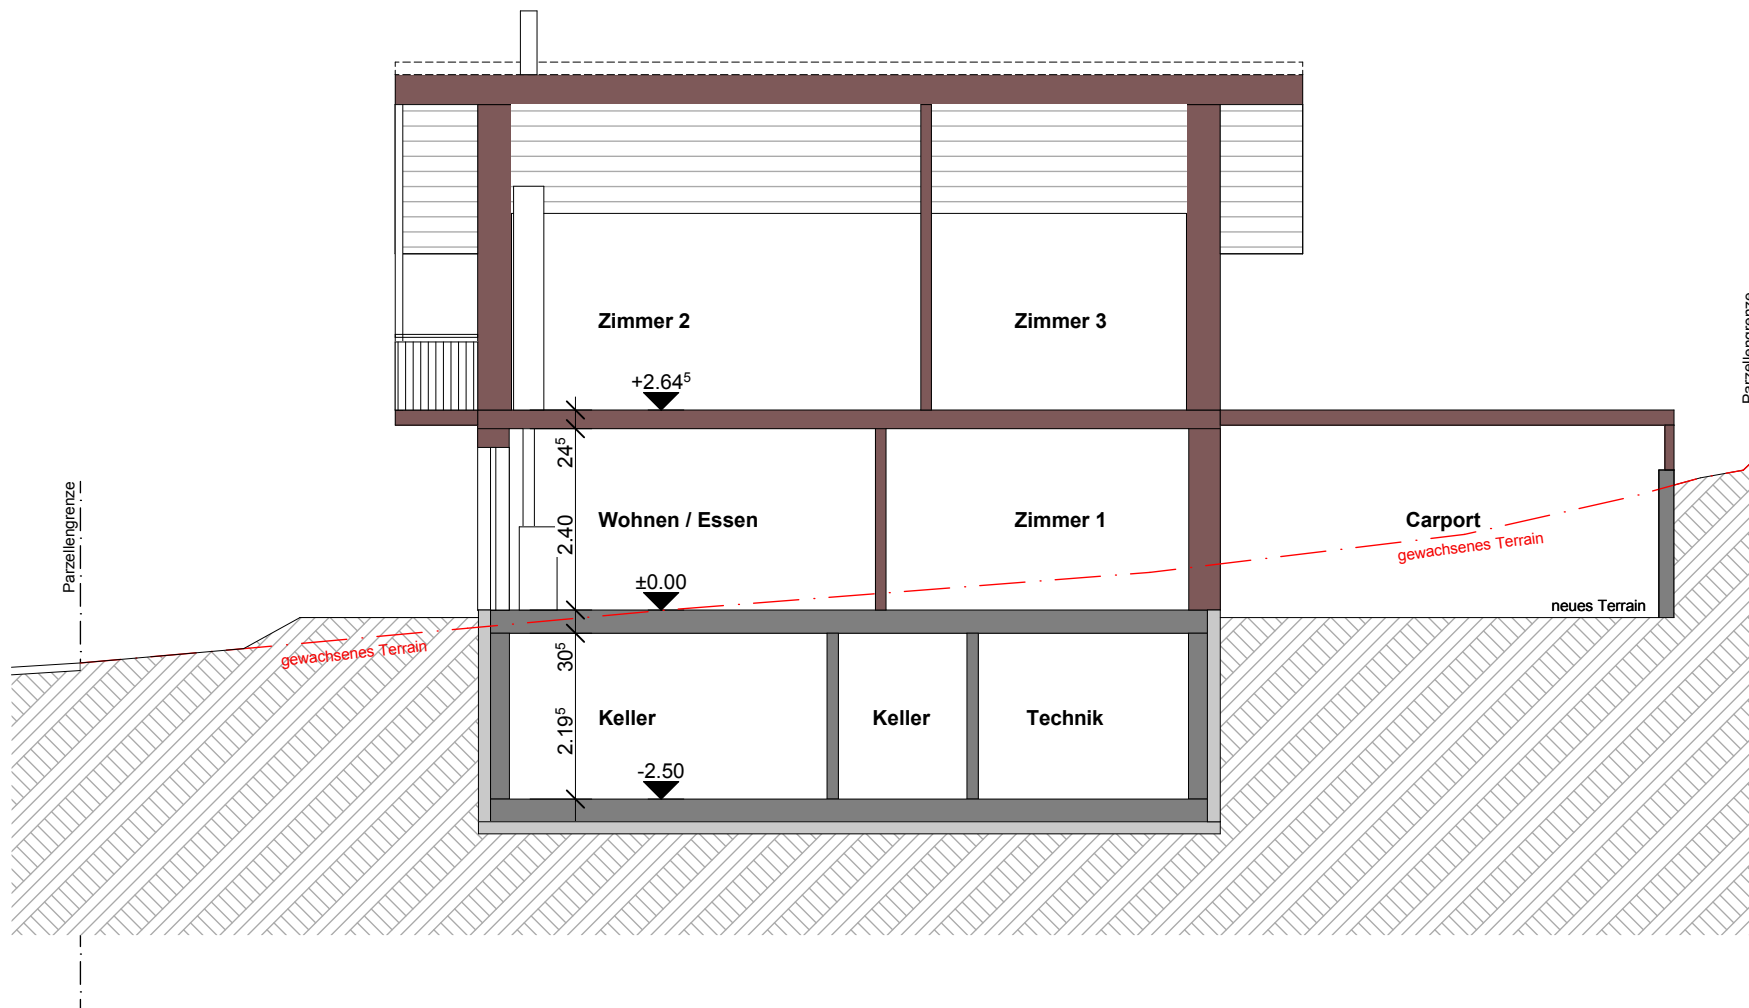 Zimmer 2
Zimmer 3
+2.64⁵
Parzellengrenze
24⁵
Parzellengrenze
2.40
Wohnen / Essen
Zimmer 1
Carport
gewachsenes Terrain
±0.00
neues Terrain
gewachsenes Terrain
30⁵
2.19⁵
Keller
Keller
Technik
-2.50